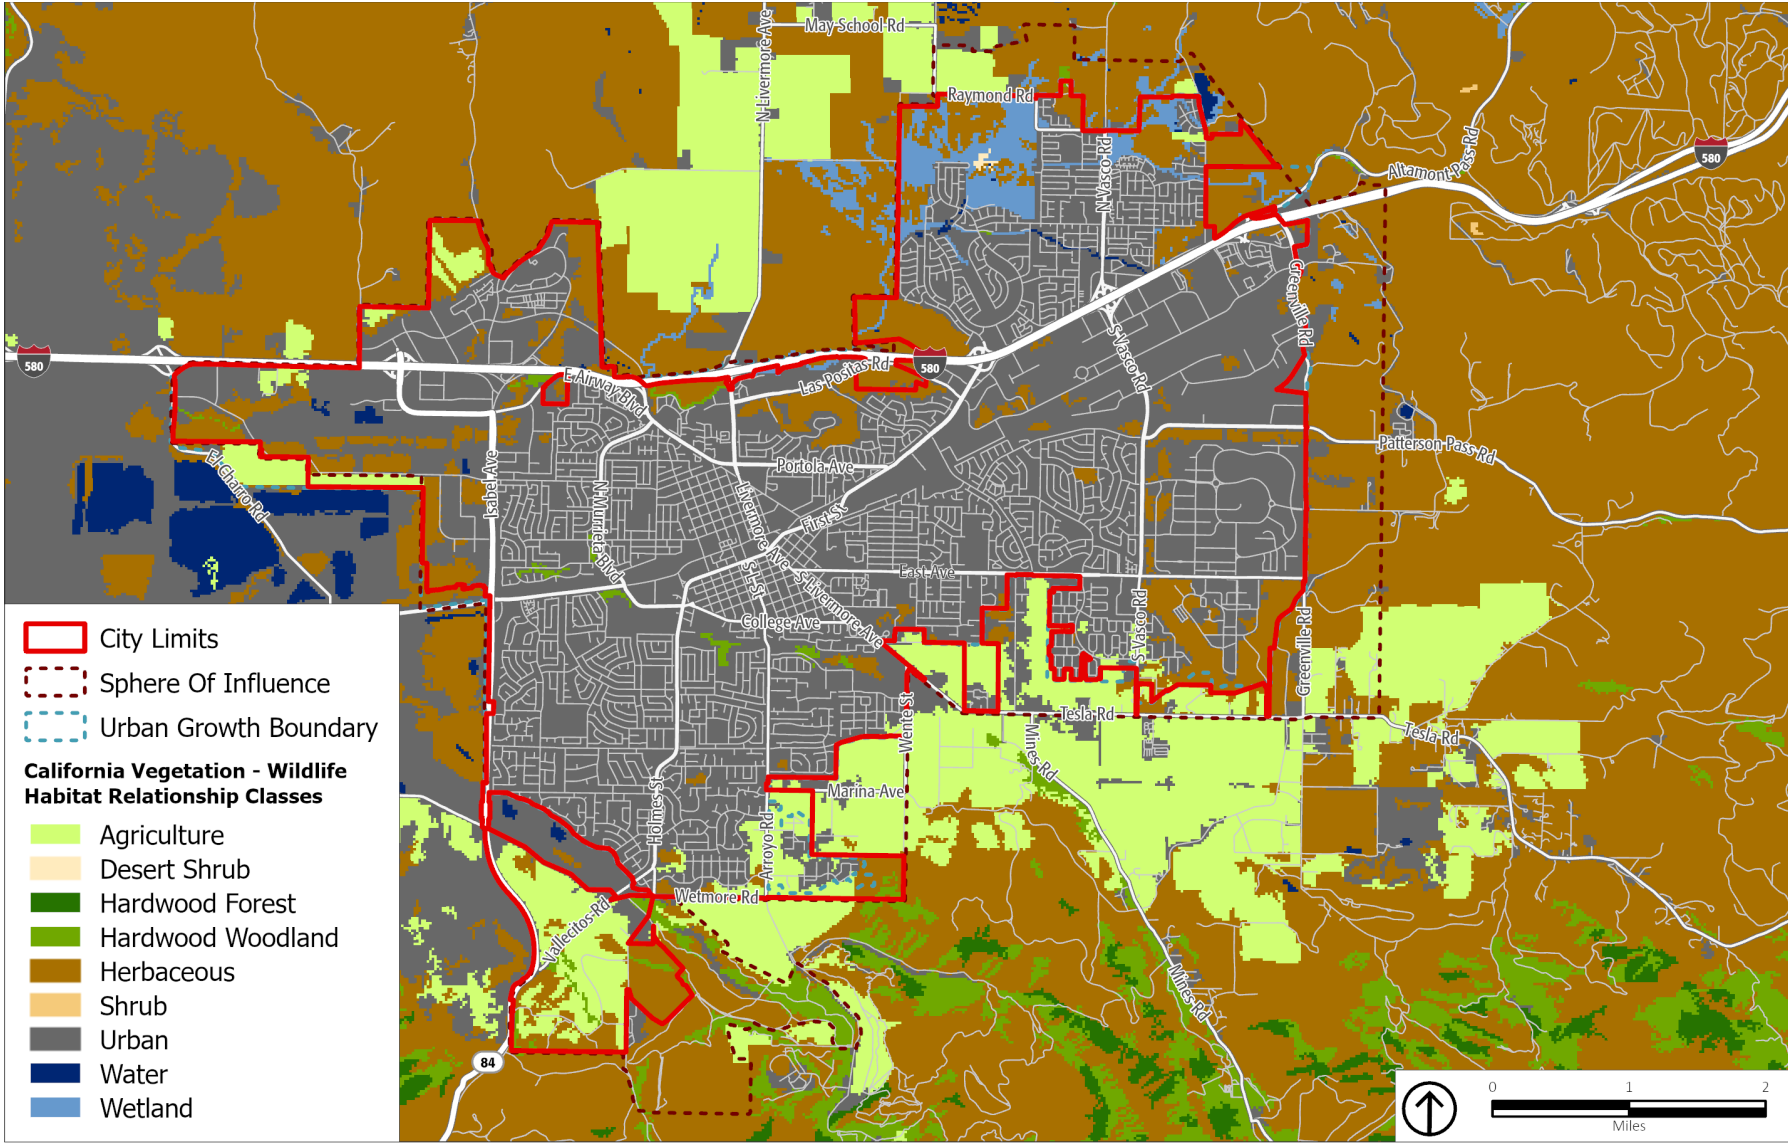 May School Rd
N Livermore Ave
Raymond Rd
N Vasco Rd
Altamont Pass Rd
580
580
580
Greenville Rd
S Vasco Rd
Las Positas Rd
E Airway Blvd
Portola Ave
Patterson Pass Rd
El Charro Rd
Isabel Ave
N Murrieta Blvd
Livermore Ave
First St
S L St
S Livermore Ave
East Ave
College Ave
S Vasco Rd
Greenville Rd
Wente St
Tesla Rd
Tesla Rd
Mines Rd
Marina Ave
Holmes St
Arroyo Rd
Wetmore Rd
Vallecitos Rd
Mines Rd
84
City Limits
Sphere Of Influence
Urban Growth Boundary
California Vegetation - Wildlife
Habitat Relationship Classes
Agriculture
Desert Shrub
Hardwood Forest
Hardwood Woodland
Herbaceous
Shrub
Urban
Water
Wetland
0 1 2
Miles